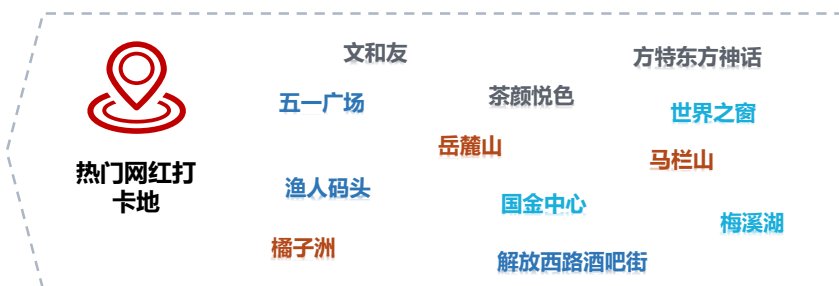 热门网红打
卡地
文和友
方特东方神话
五一广场
茶颜悦色
世界之窗
岳麓山
马栏山
渔人码头
国金中心
梅溪湖
橘子洲
解放西路酒吧街